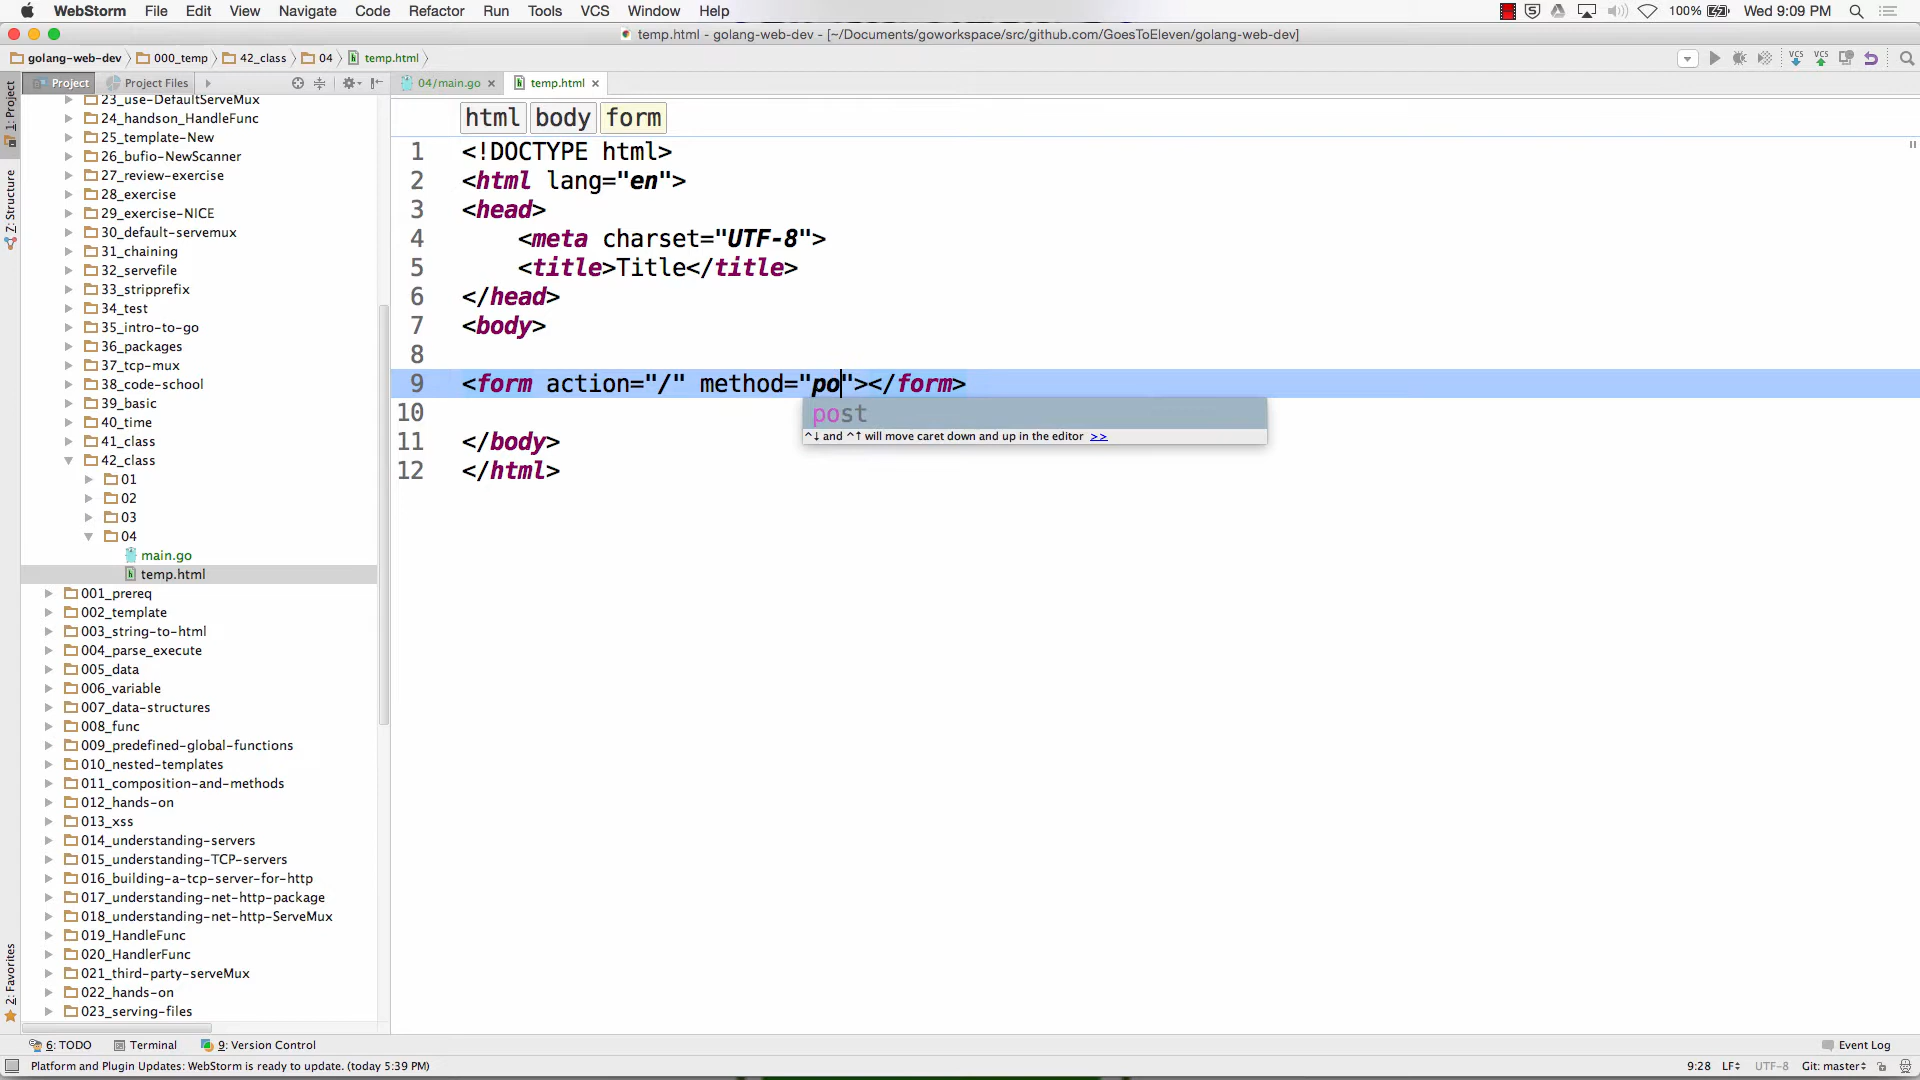 WebStorm File Edit View Navigate Code Refactor Run Tools VCS Window Help 100% Wed 9:09 PM
temp.html - golang-web-dev - [~/Documents/goworkspace/src/github.com/GoesToEleven/golang-web-dev]
golang-web-dev 000_temp 42_class 04 temp.html
Project Project Files 04/main.go temp.html
1: Project
Z: Structure
2: Favorites
23_use-DefaultServeMux
24_handson_HandleFunc
25_template-New
26_bufio-NewScanner
27_review-exercise
28_exercise
29_exercise-NICE
30_default-servemux
31_chaining
32_servefile
33_stripprefix
34_test
35_intro-to-go
36_packages
37_tcp-mux
38_code-school
39_basic
40_time
41_class
42_class
01
02
03
04
main.go
temp.html
001_prereq
002_template
003_string-to-html
004_parse_execute
005_data
006_variable
007_data-structures
008_func
009_predefined-global-functions
010_nested-templates
011_composition-and-methods
012_hands-on
013_xss
014_understanding-servers
015_understanding-TCP-servers
016_building-a-tcp-server-for-http
017_understanding-net-http-package
018_understanding-net-http-ServeMux
019_HandleFunc
020_HandlerFunc
021_third-party-serveMux
022_hands-on
023_serving-files
html body form
1 <!DOCTYPE html>
2 <html lang="en">
3 <head>
4 <meta charset="UTF-8">
5 <title>Title</title>
6 </head>
7 <body>
8
9 <form action="/" method="po"></form>
post
^↓ and ^↑ will move caret down and up in the editor >>
10
11 </body>
12 </html>
6: TODO Terminal 9: Version Control Event Log
Platform and Plugin Updates: WebStorm is ready to update. (today 5:39 PM) 9:28 LF UTF-8 Git: master